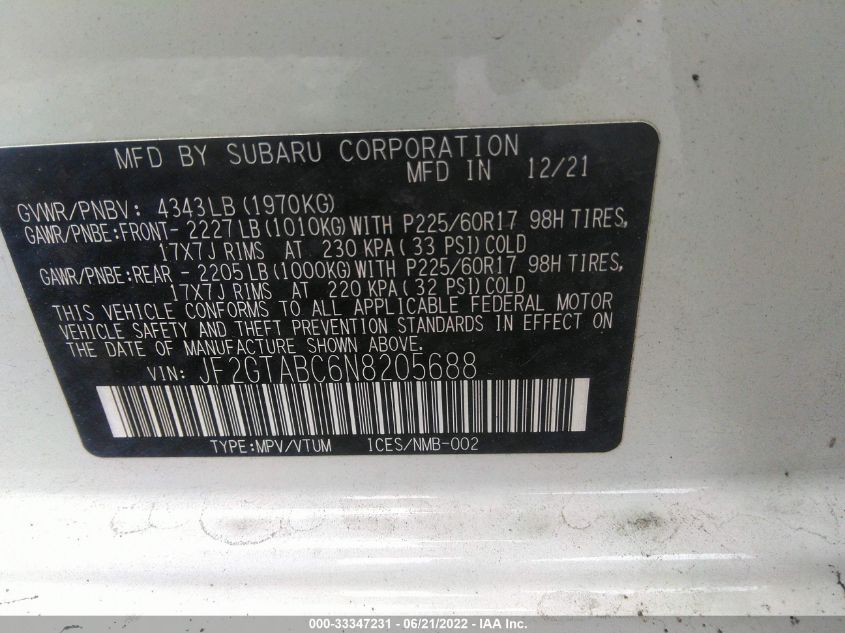 MFD BY SUBARU CORPORATION
MFD IN 12/21
GVWR/PNBV: 4343LB (1970KG)
GAWR/PNBE:FRONT- 2227LB(1010KG)WITH P225/60R17 98H TIRES,
17X7J RIMS AT 230 KPA( 33 PSI)COLD
GAWR/PNBE:REAR - 2205LB(1000KG)WITH P225/60R17 98H TIRES,
17X7J RIMS AT 220 KPA( 32 PSI)COLD
THIS VEHICLE CONFORMS TO ALL APPLICABLE FEDERAL MOTOR
VEHICLE SAFETY AND THEFT PREVENTION STANDARDS IN EFFECT ON
THE DATE OF MANUFACTURE SHOWN ABOVE.
VIN: JF2GTABC6N8205688
TYPE:MPV/VTUM ICES/NMB-002
000-33347231 - 06/21/2022 - IAA Inc.